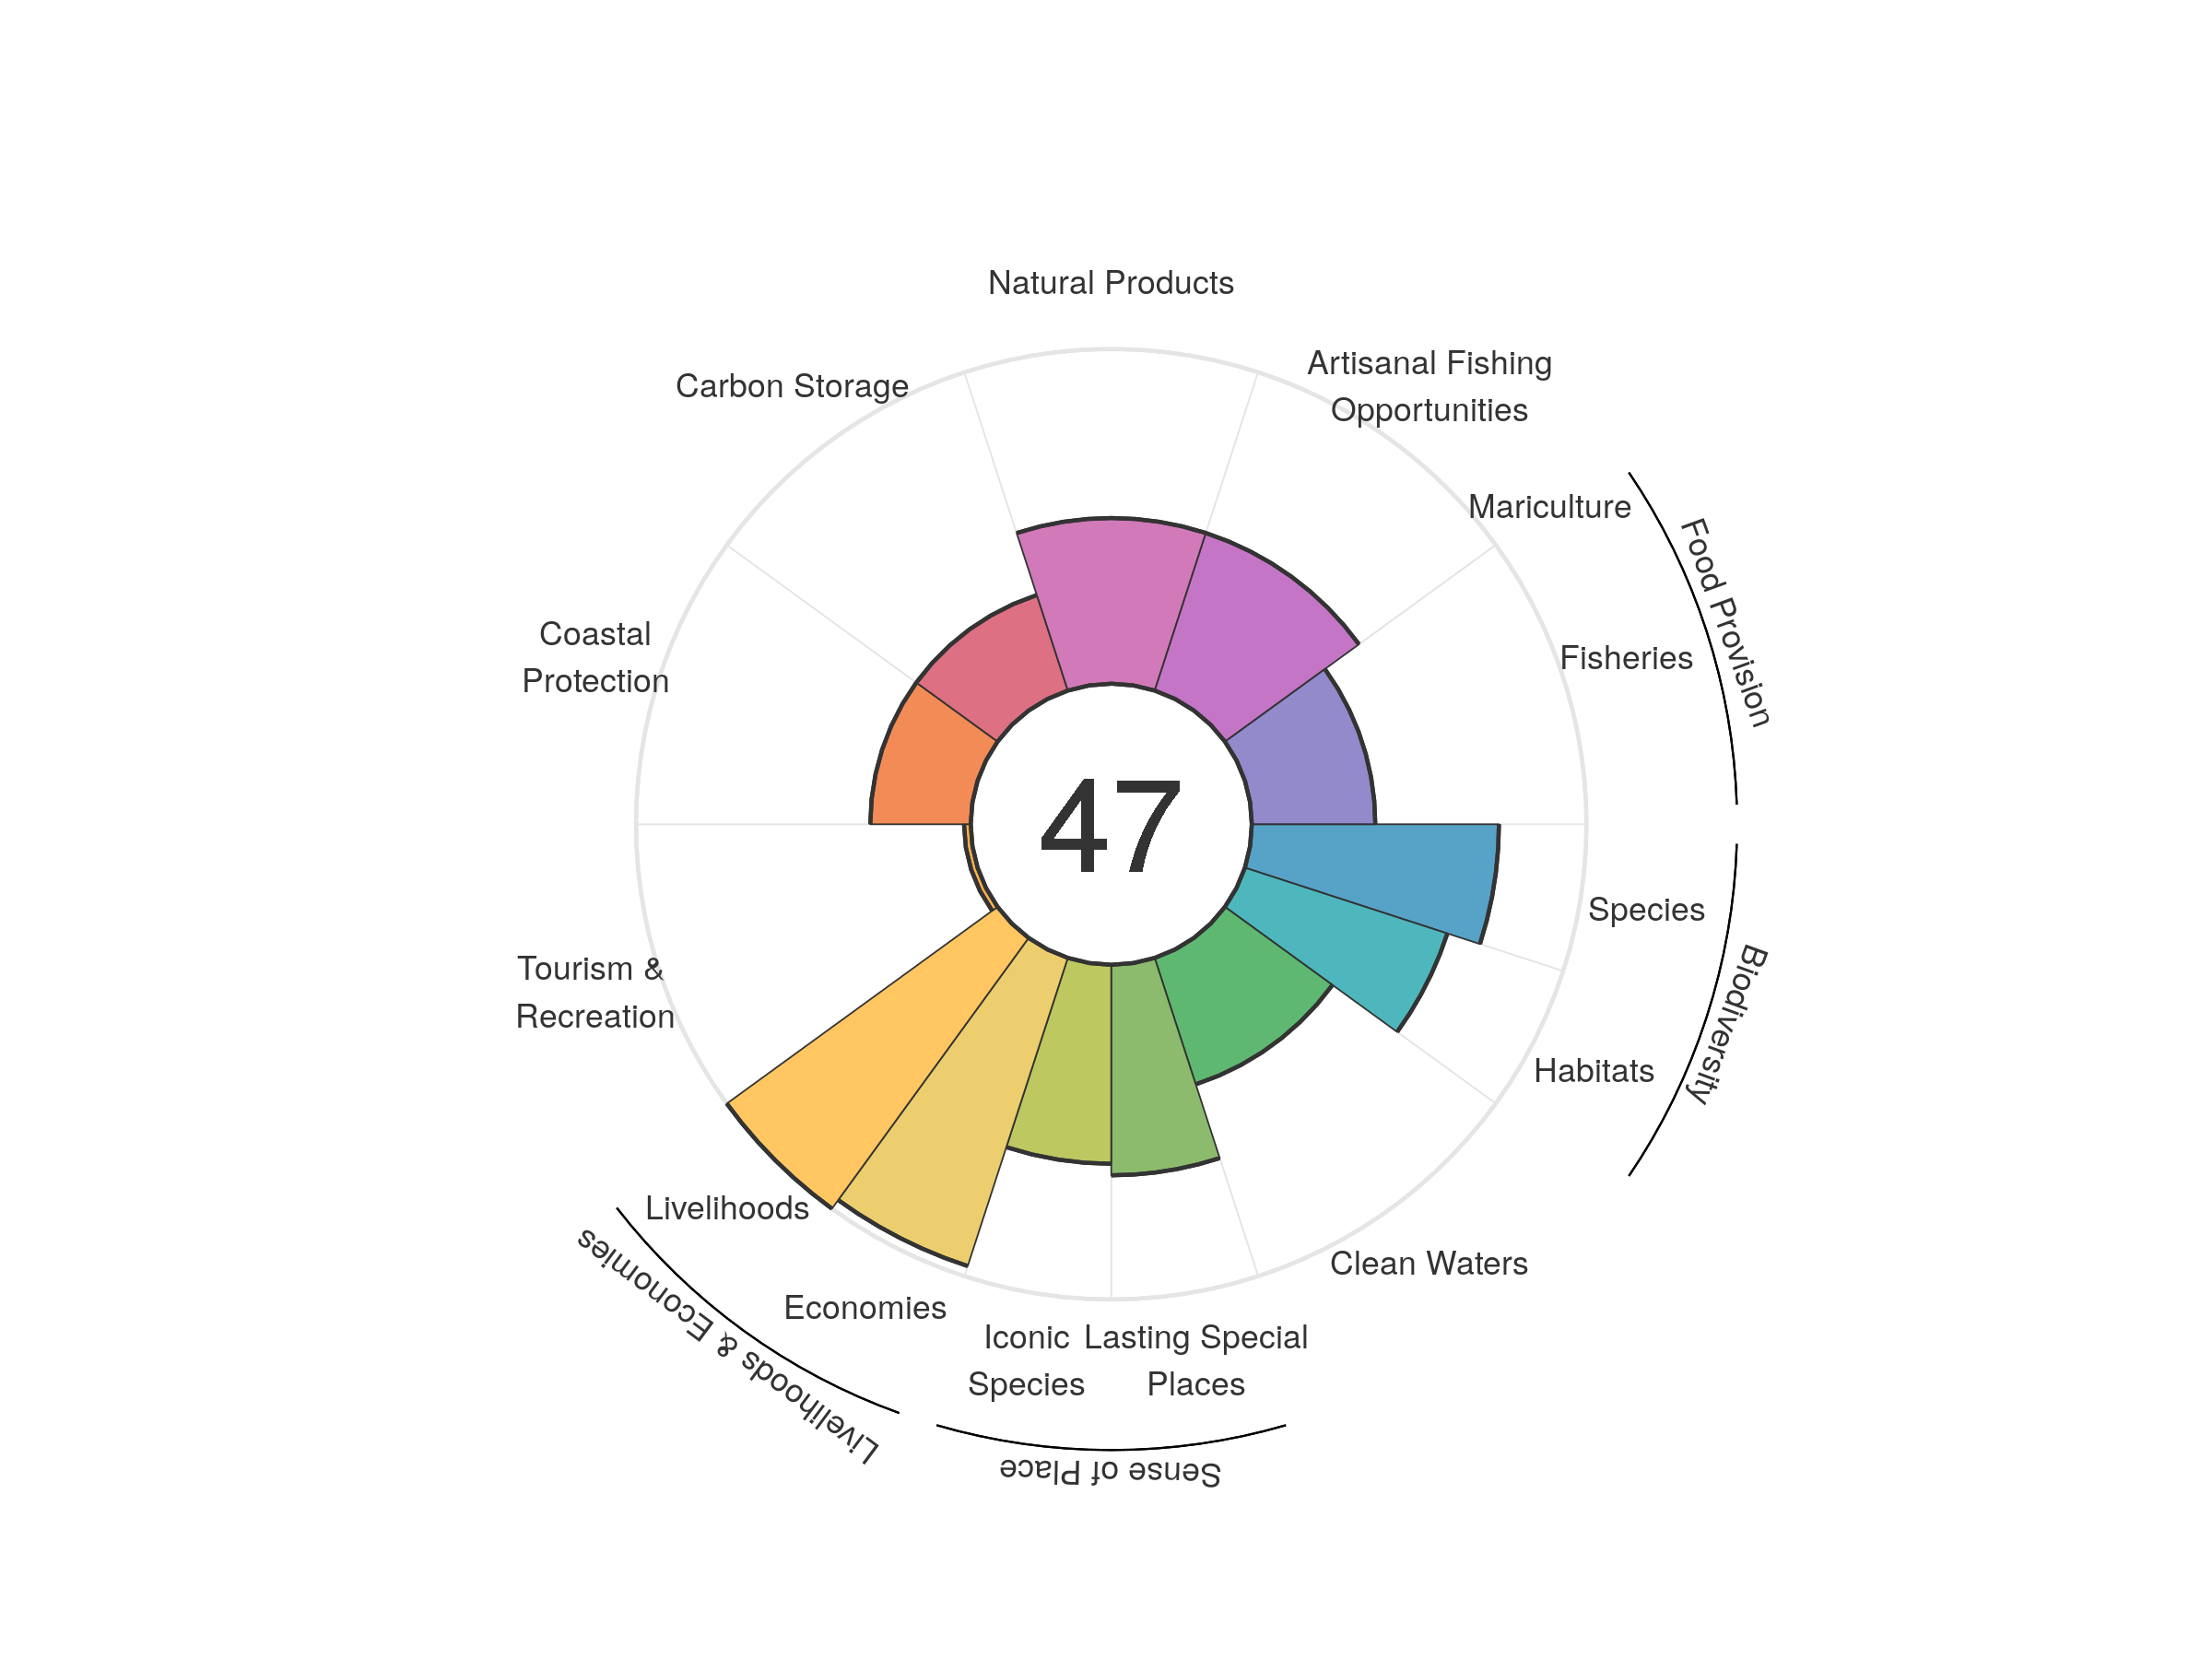 Natural Products
Artisanal Fishing
Opportunities
Carbon Storage
Mariculture
Food Provision
Fisheries
Coastal
Protection
47
Species
Biodiversity
Tourism &
Recreation
Habitats
Livelihoods
Livelihoods & Economies
Clean Waters
Economies
Iconic
Species
Lasting Special
Places
Sense of Place